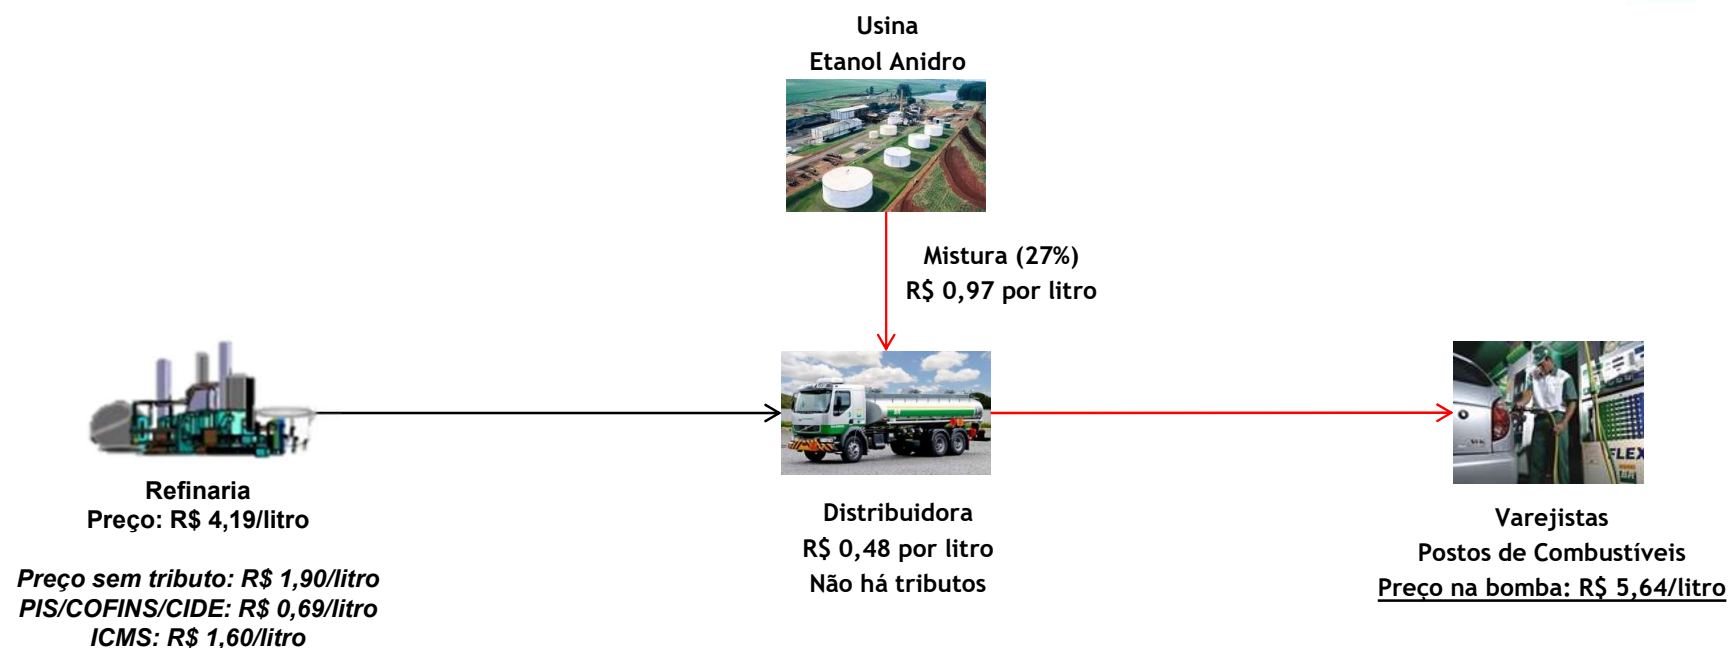 Usina
Etanol Anidro
Mistura (27%)
R$ 0,97 por litro
Refinaria
Preço: R$ 4,19/litro
Preço sem tributo: R$ 1,90/litro
PIS/COFINS/CIDE: R$ 0,69/litro
ICMS: R$ 1,60/litro
Distribuidora
R$ 0,48 por litro
Não há tributos
FLEX
Varejistas
Postos de Combustíveis
Preço na bomba: R$ 5,64/litro